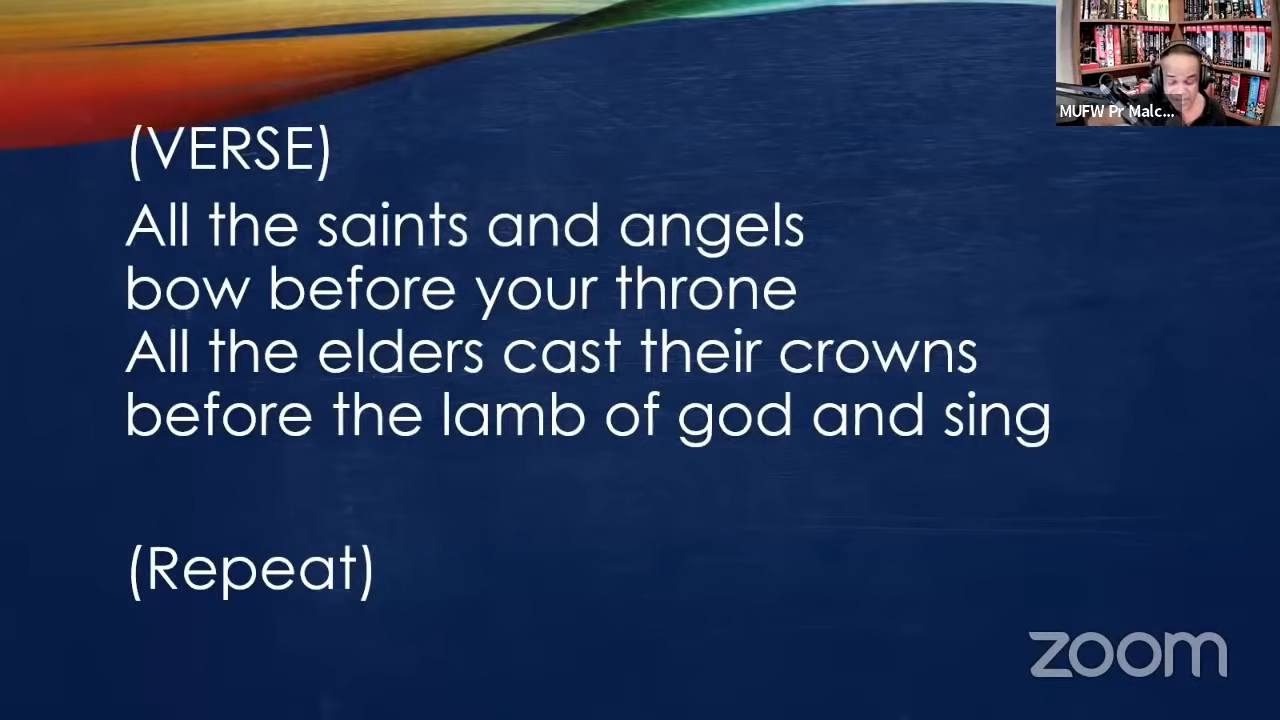 MUFW Pr Malc...
(VERSE)
All the saints and angels
bow before your throne
All the elders cast their crowns
before the lamb of god and sing
(Repeat)
zoom